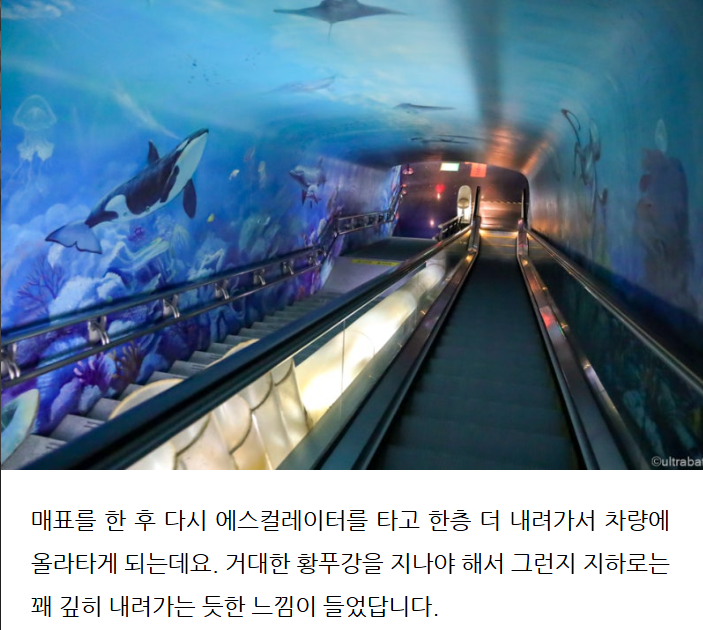 ©ultrabat
매표를 한 후 다시 에스컬레이터를 타고 한층 더 내려가서 차량에
올라타게 되는데요. 거대한 황푸강을 지나야 해서 그런지 지하로는
꽤 깊히 내려가는 듯한 느낌이 들었답니다.